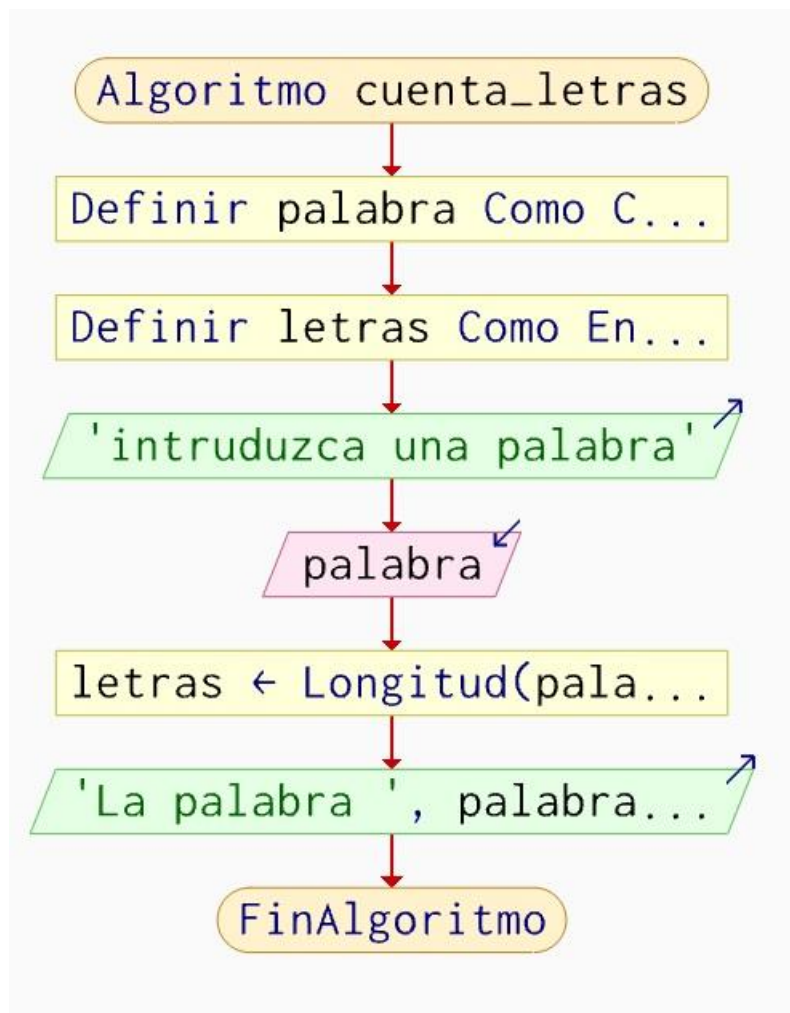 Algoritmo cuenta_letras
Definir palabra Como C...
Definir letras Como En...
'intruduzca una palabra'
palabra
letras ← Longitud(pala...
'La palabra ', palabra...
FinAlgoritmo